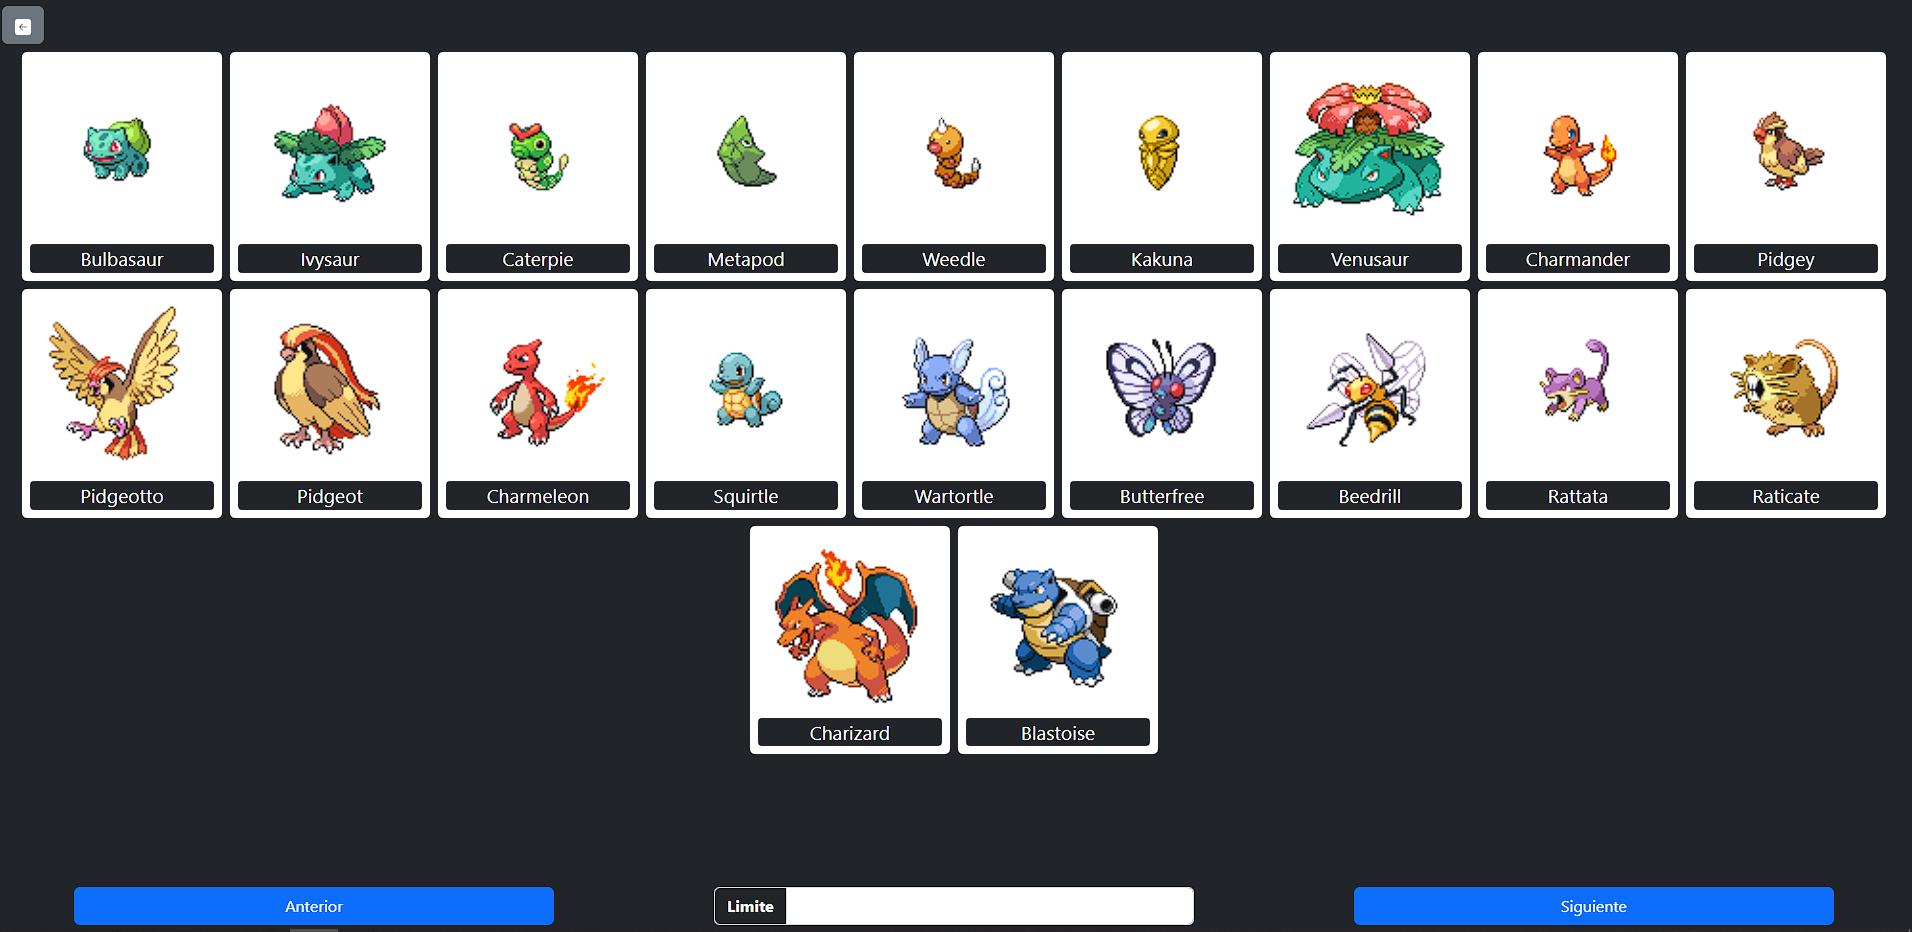 Bulbasaur
Ivysaur
Caterpie
Metapod
Weedle
Kakuna
Venusaur
Charmander
Pidgey
Pidgeotto
Pidgeot
Charmeleon
Squirtle
Wartortle
Butterfree
Beedrill
Rattata
Raticate
Charizard
Blastoise
Anterior
Limite
Siguiente